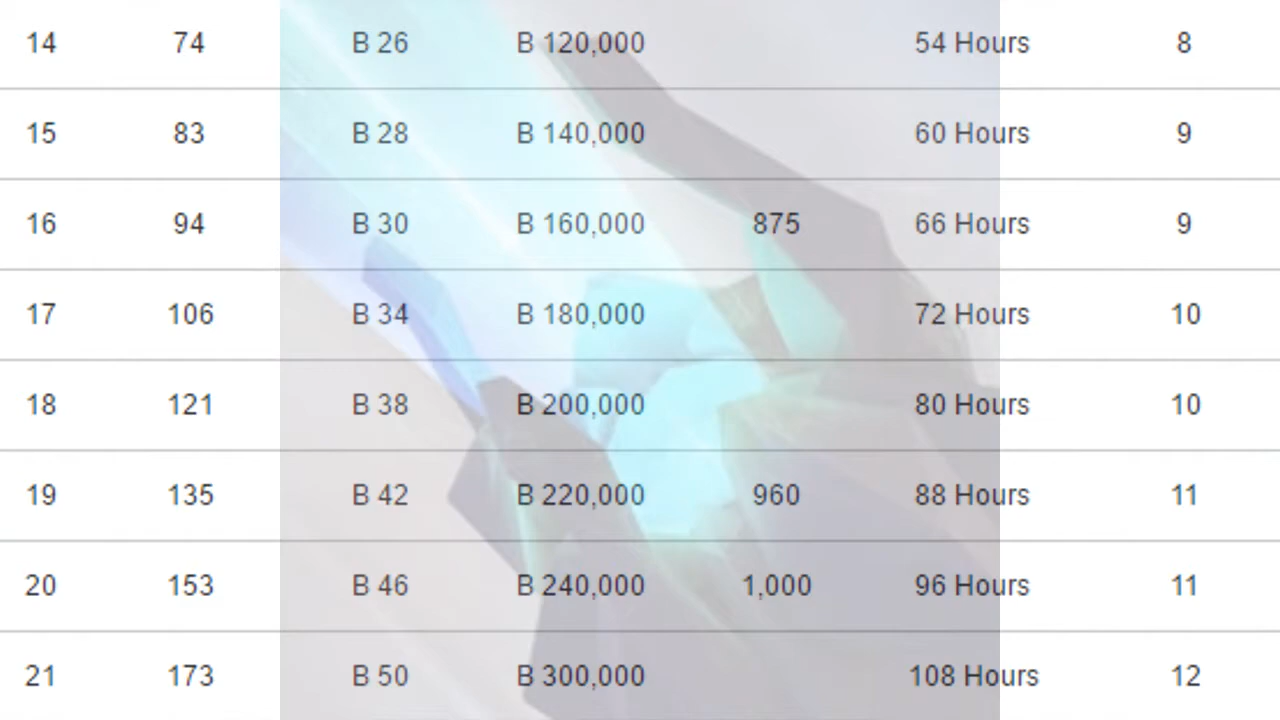 14 74 B 26 B 120,000 54 Hours 8
15 83 B 28 B 140,000 60 Hours 9
16 94 B 30 B 160,000 875 66 Hours 9
17 106 B 34 B 180,000 72 Hours 10
18 121 B 38 B 200,000 80 Hours 10
19 135 B 42 B 220,000 960 88 Hours 11
20 153 B 46 B 240,000 1,000 96 Hours 11
21 173 B 50 B 300,000 108 Hours 12